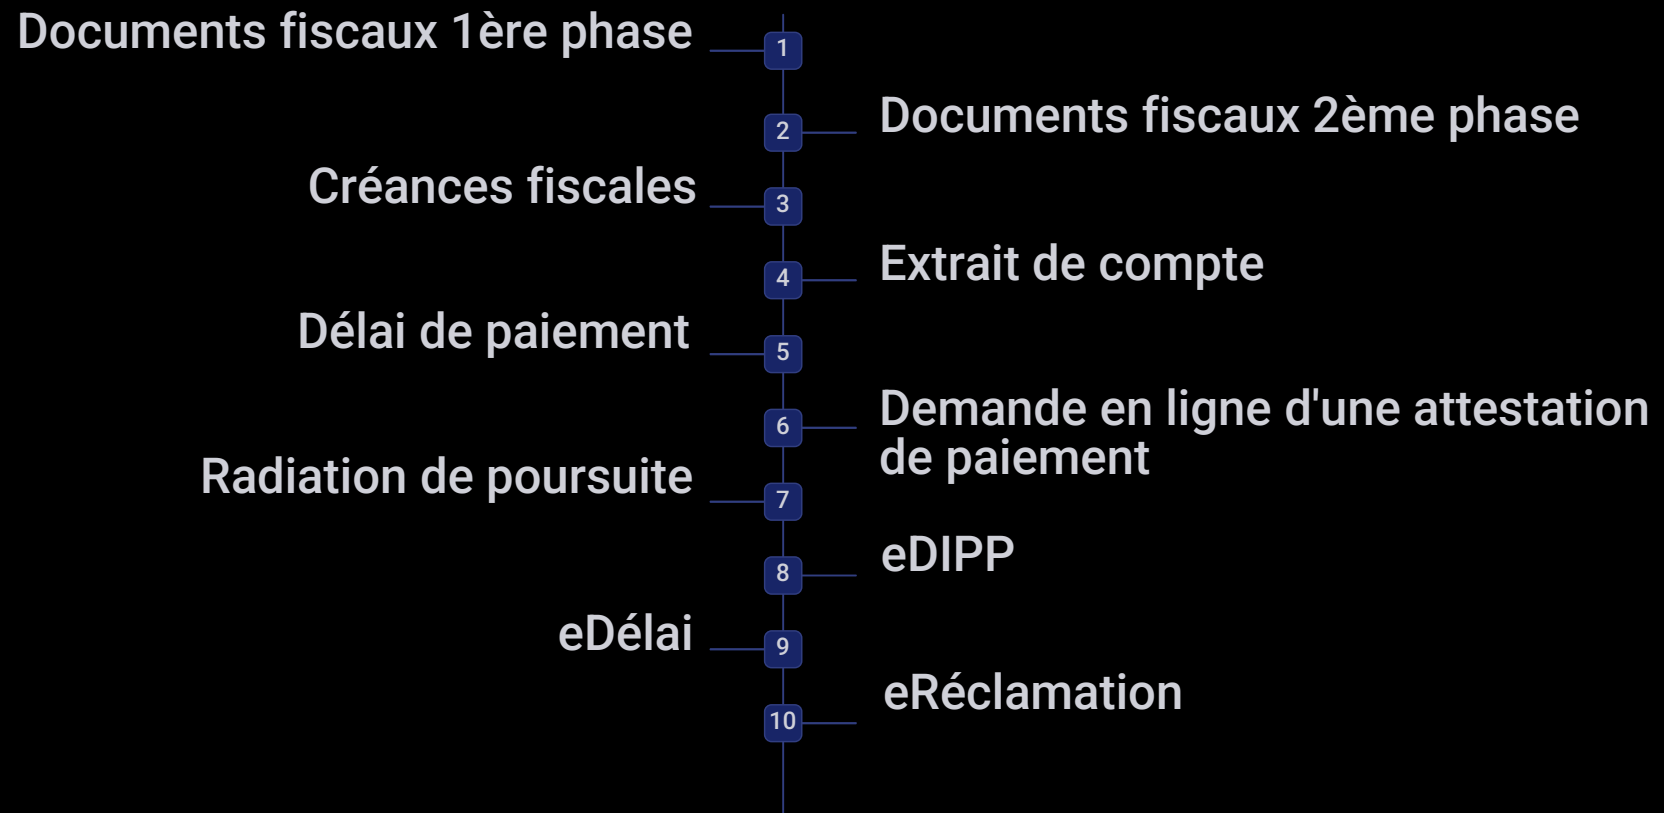 Documents fiscaux 1ère phase
1
2
Documents fiscaux 2ème phase
Créances fiscales
3
4
Extrait de compte
Délai de paiement
5
6
Demande en ligne d'une attestation
de paiement
Radiation de poursuite
7
8
eDIPP
eDélai
9
10
eRéclamation